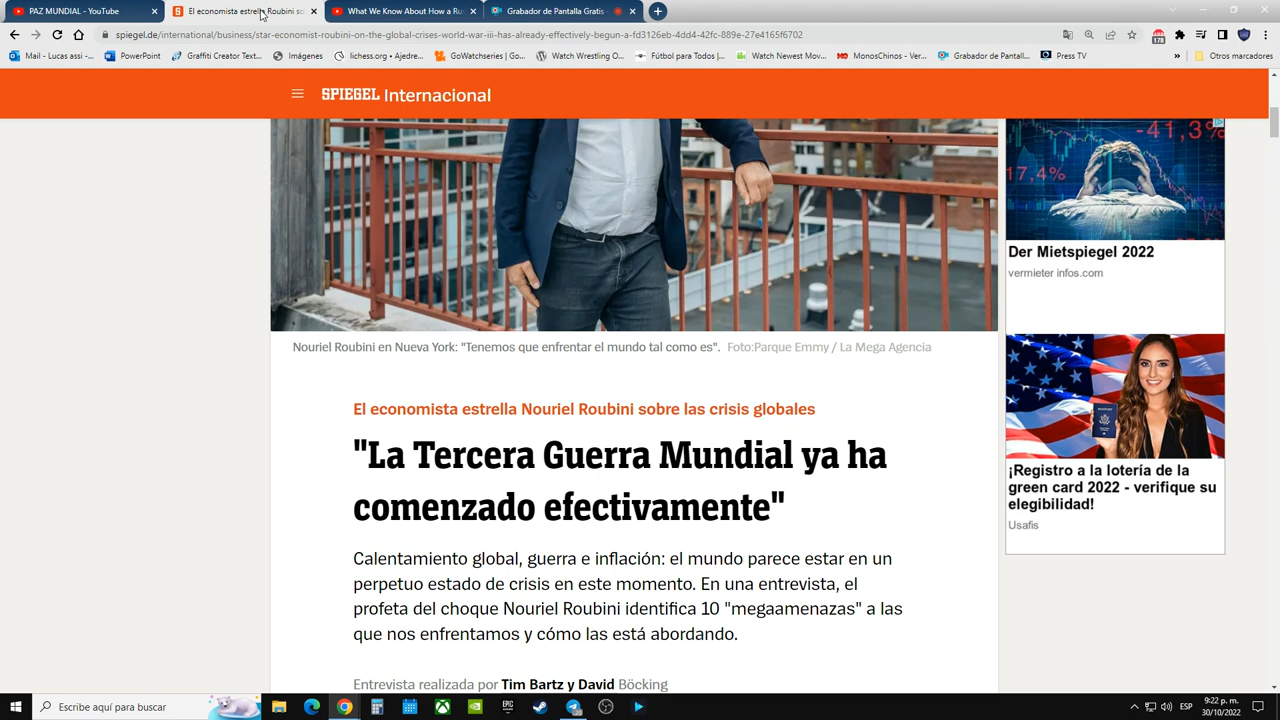 PAZ MUNDIAL - YouTube
El economista estrella Roubini so
What We Know About How a Ru
Grabador de Pantalla Gratis -
spiegel.de/international/business/star-economist-roubini-on-the-global-crises-world-war-iii-has-already-effectively-begun-a-fd3126eb-4dd4-42fc-889e-27e4165f6702
178
Mail - Lucas assi -...
PowerPoint
Graffiti Creator Text...
Imágenes
lichess.org • Ajedre...
GoWatchseries | Go...
Watch Wrestling O...
Fútbol para Todos |...
Watch Newest Mov...
MonosChinos - Ver...
Grabador de Pantall...
Press TV
»
Otros marcadores
SPIEGEL Internacional
-41,3%
17,4%
Der Mietspiegel 2022
vermieter infos.com
Nouriel Roubini en Nueva York: "Tenemos que enfrentar el mundo tal como es". Foto:Parque Emmy / La Mega Agencia
PASSPORT
El economista estrella Nouriel Roubini sobre las crisis globales
"La Tercera Guerra Mundial ya ha
comenzado efectivamente"
¡Registro a la lotería de la
green card 2022 - verifique su
elegibilidad!
Usafis
Calentamiento global, guerra e inflación: el mundo parece estar en un
perpetuo estado de crisis en este momento. En una entrevista, el
profeta del choque Nouriel Roubini identifica 10 "megaamenazas" a las
que nos enfrentamos y cómo las está abordando.
Entrevista realizada por Tim Bartz y David Böcking
Escribe aquí para buscar
EPIC
ESP
9:22 p. m.
30/10/2022